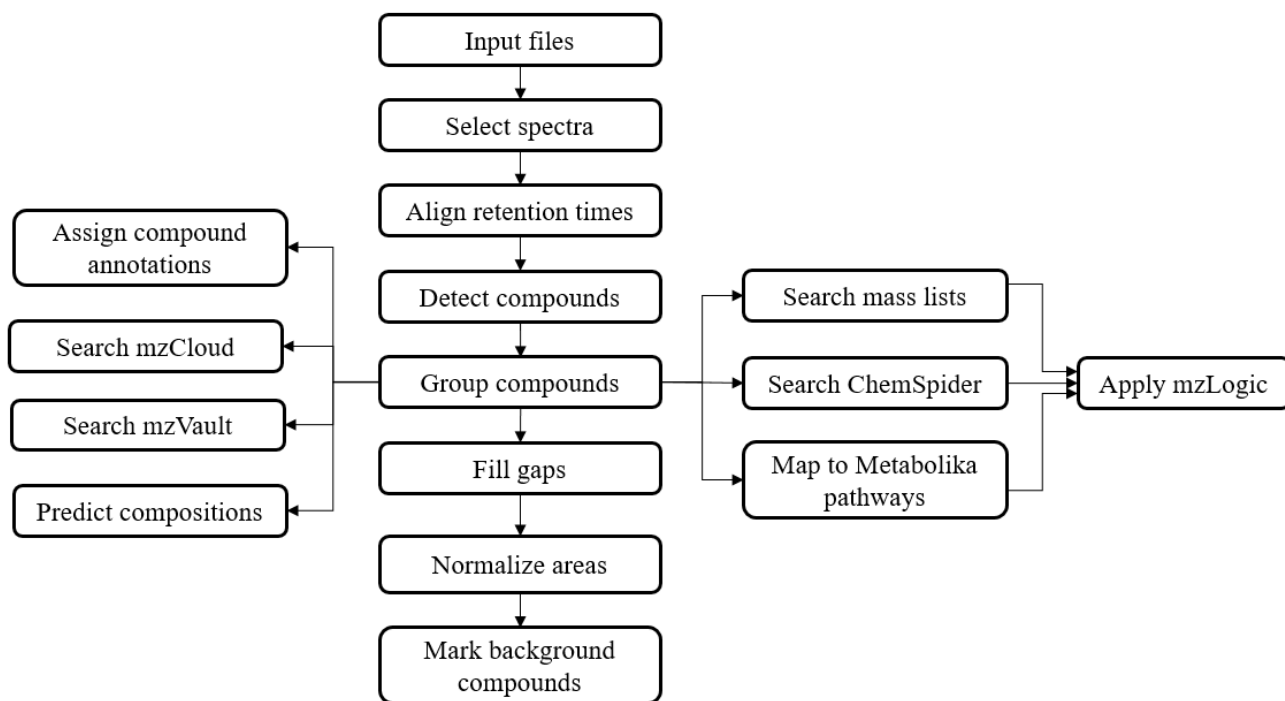 Input files
Select spectra
Align retention times
Detect compounds
Group compounds
Fill gaps
Normalize areas
Mark background
compounds
Assign compound
annotations
Search mzCloud
Search mzVault
Predict compositions
Search mass lists
Search ChemSpider
Map to Metabolika
pathways
Apply mzLogic